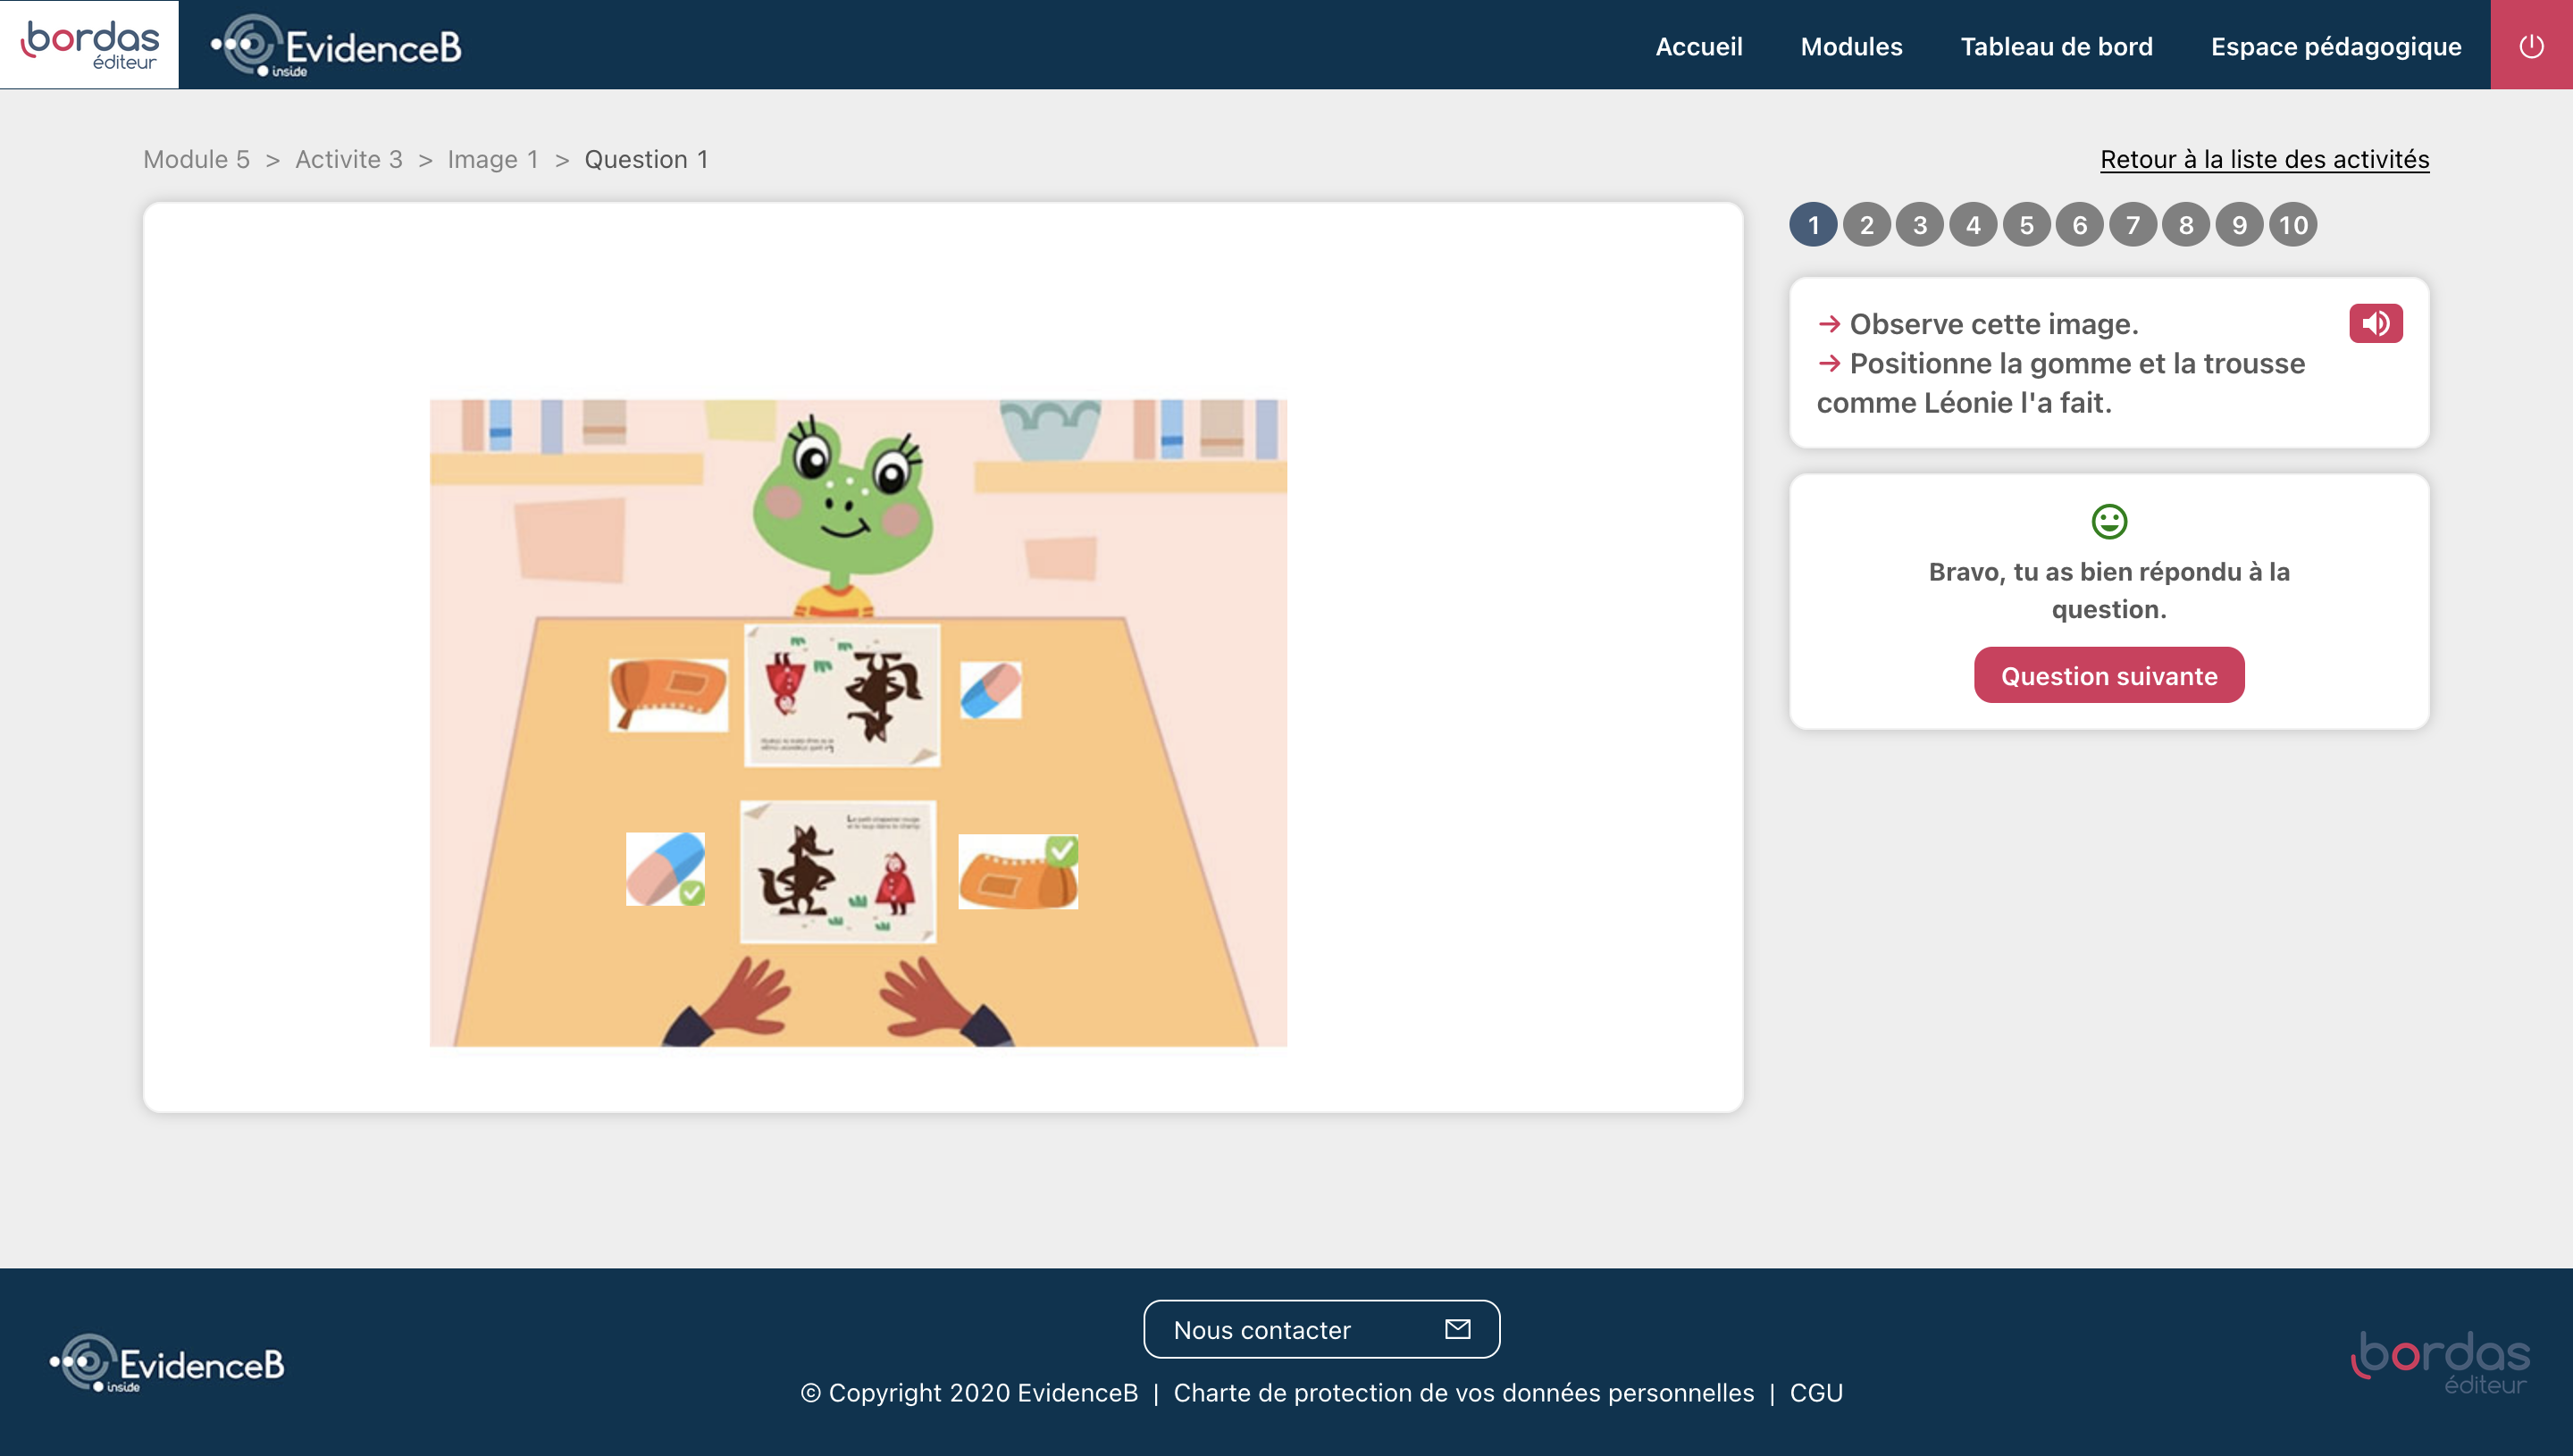 bordas
éditeur
EvidenceB
inside
Accueil
Modules
Tableau de bord
Espace pédagogique
Module 5 > Activite 3 > Image 1 > Question 1
Retour à la liste des activités
1 2 3 4 5 6 7 8 9 10
→ Observe cette image.
→ Positionne la gomme et la trousse
comme Léonie l'a fait.
Bravo, tu as bien répondu à la
question.
Question suivante
Nous contacter
EvidenceB
inside
© Copyright 2020 EvidenceB | Charte de protection de vos données personnelles | CGU
bordas
éditeur